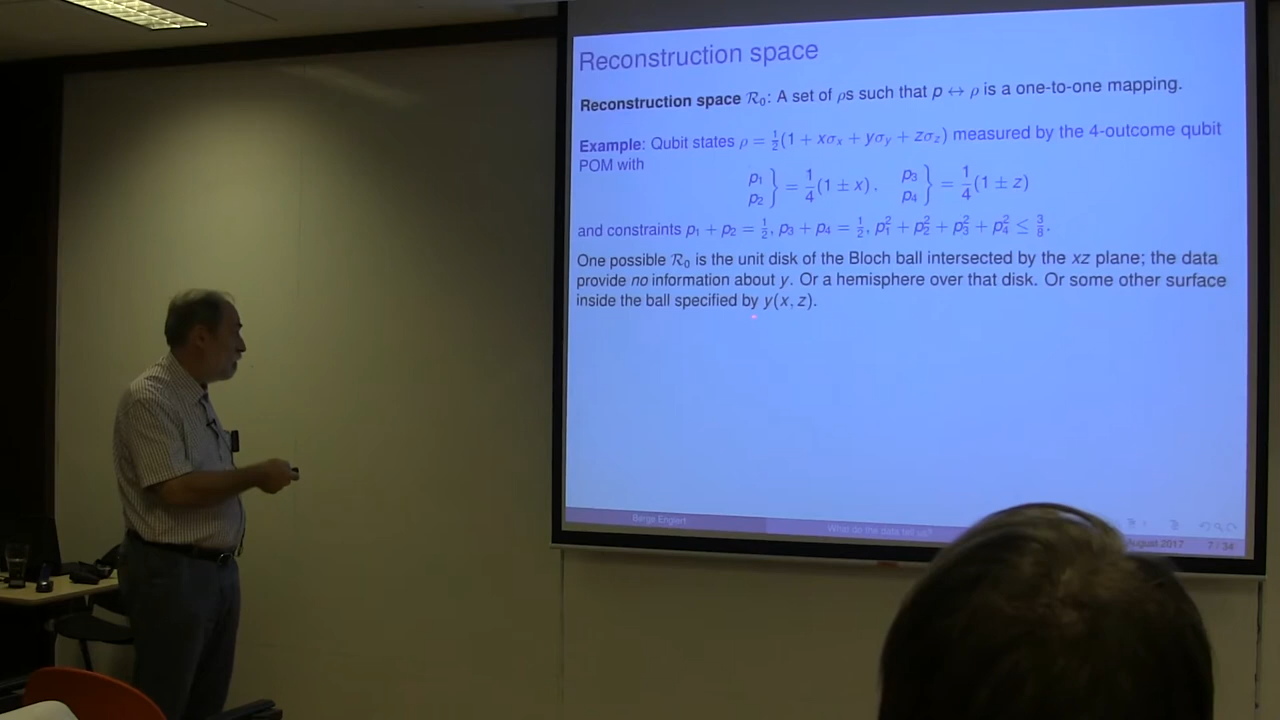 Reconstruction space
Reconstruction space ℛ₀: A set of ρs such that p ↔ ρ is a one-to-one mapping.
Example: Qubit states ρ = ½(1 + xσₓ + yσ_y + zσ_z) measured by the 4-outcome qubit
POM with
p₁ p₂ } = 1/4 (1 ± x), p₃ p₄ } = 1/4 (1 ± z)
and constraints p₁ + p₂ = ½, p₃ + p₄ = ½, p₁² + p₂² + p₃² + p₄² ≤ 3/8.
One possible ℛ₀ is the unit disk of the Bloch ball intersected by the xz plane; the data
provide no information about y. Or a hemisphere over that disk. Or some other surface
inside the ball specified by y(x, z).
Berge Englert What do the data tell us? August 2017 7 / 34